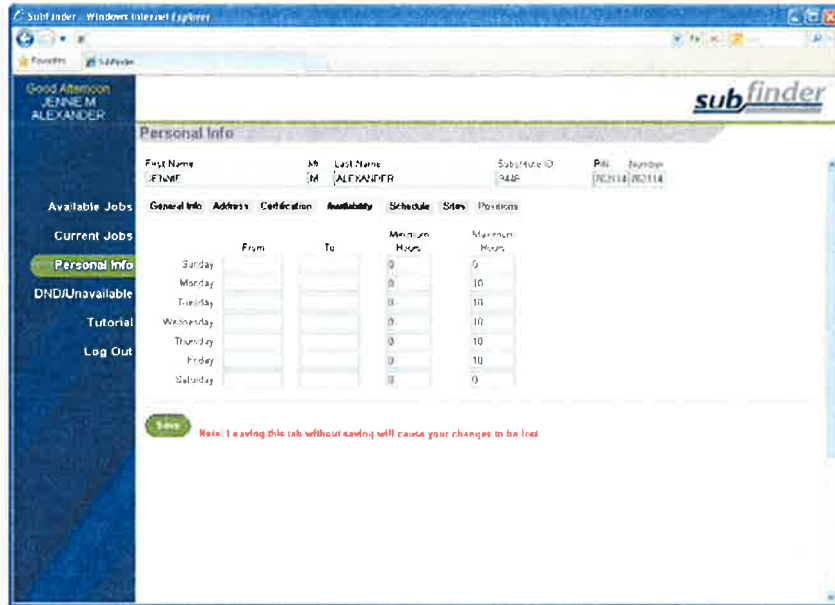 SubFinder - Windows Internet Explorer
Favorites SubFinder
Good Afternoon
JENNIE M
ALEXANDER
subfinder
Personal Info
First Name MI Last Name Substitute ID PIN Number
JENNIE M ALEXANDER
Available Jobs
Current Jobs
Personal Info
DND/Unavailable
Tutorial
Log Out
General Info Address Certification Availability Schedule Sites Positions
From To Minimum Hours Maximum Hours
Sunday 0 0
Monday 0 10
Tuesday 0 10
Wednesday 0 10
Thursday 0 10
Friday 0 10
Saturday 0 0
Save
Note! Leaving this tab without saving will cause your changes to be lost